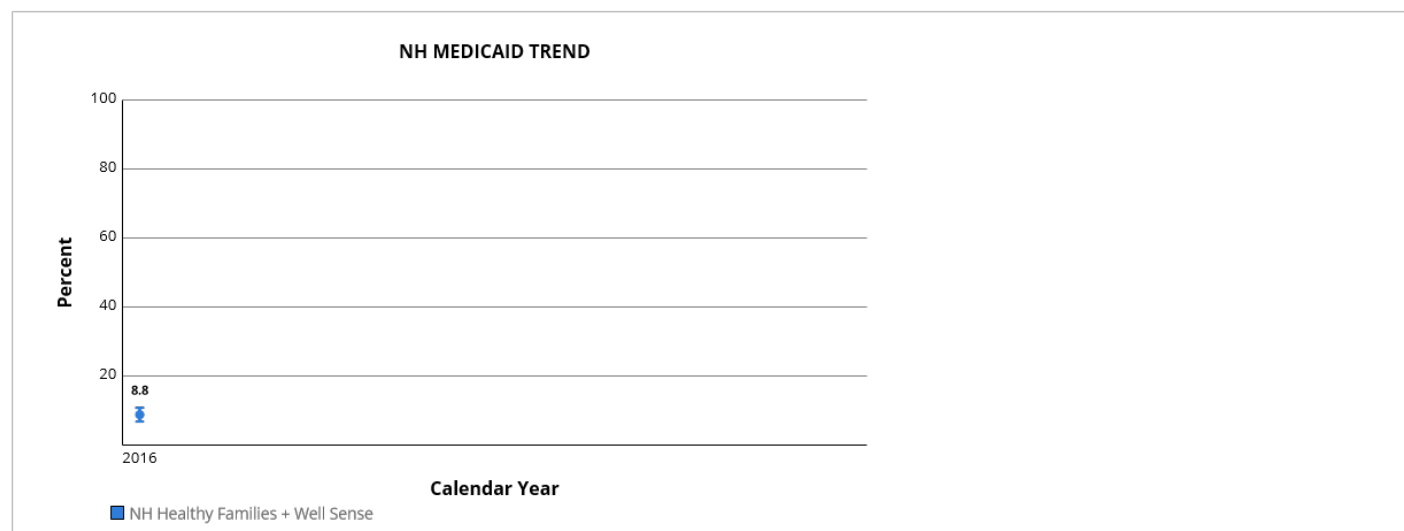 NH MEDICAID TREND
100
80
60
40
20
Percent
8.8
2016
Calendar Year
NH Healthy Families + Well Sense